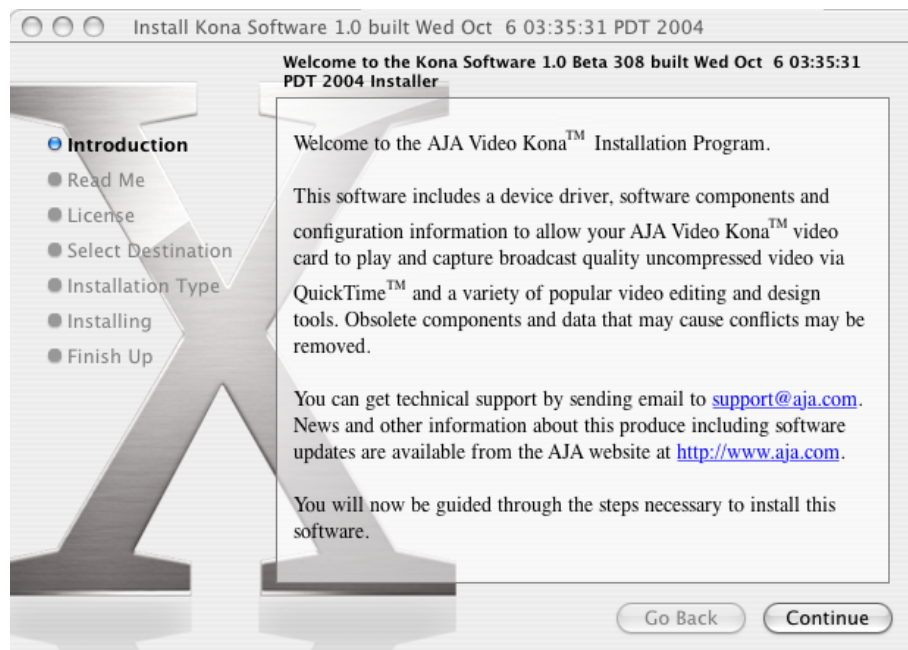 Install Kona Software 1.0 built Wed Oct  6 03:35:31 PDT 2004
Welcome to the Kona Software 1.0 Beta 308 built Wed Oct  6 03:35:31
PDT 2004 Installer
Introduction
Read Me
License
Select Destination
Installation Type
Installing
Finish Up
Welcome to the AJA Video Kona™ Installation Program.
This software includes a device driver, software components and
configuration information to allow your AJA Video Kona™ video
card to play and capture broadcast quality uncompressed video via
QuickTime™ and a variety of popular video editing and design
tools. Obsolete components and data that may cause conflicts may be
removed.
You can get technical support by sending email to support@aja.com.
News and other information about this produce including software
updates are available from the AJA website at http://www.aja.com.
You will now be guided through the steps necessary to install this
software.
Go Back
Continue